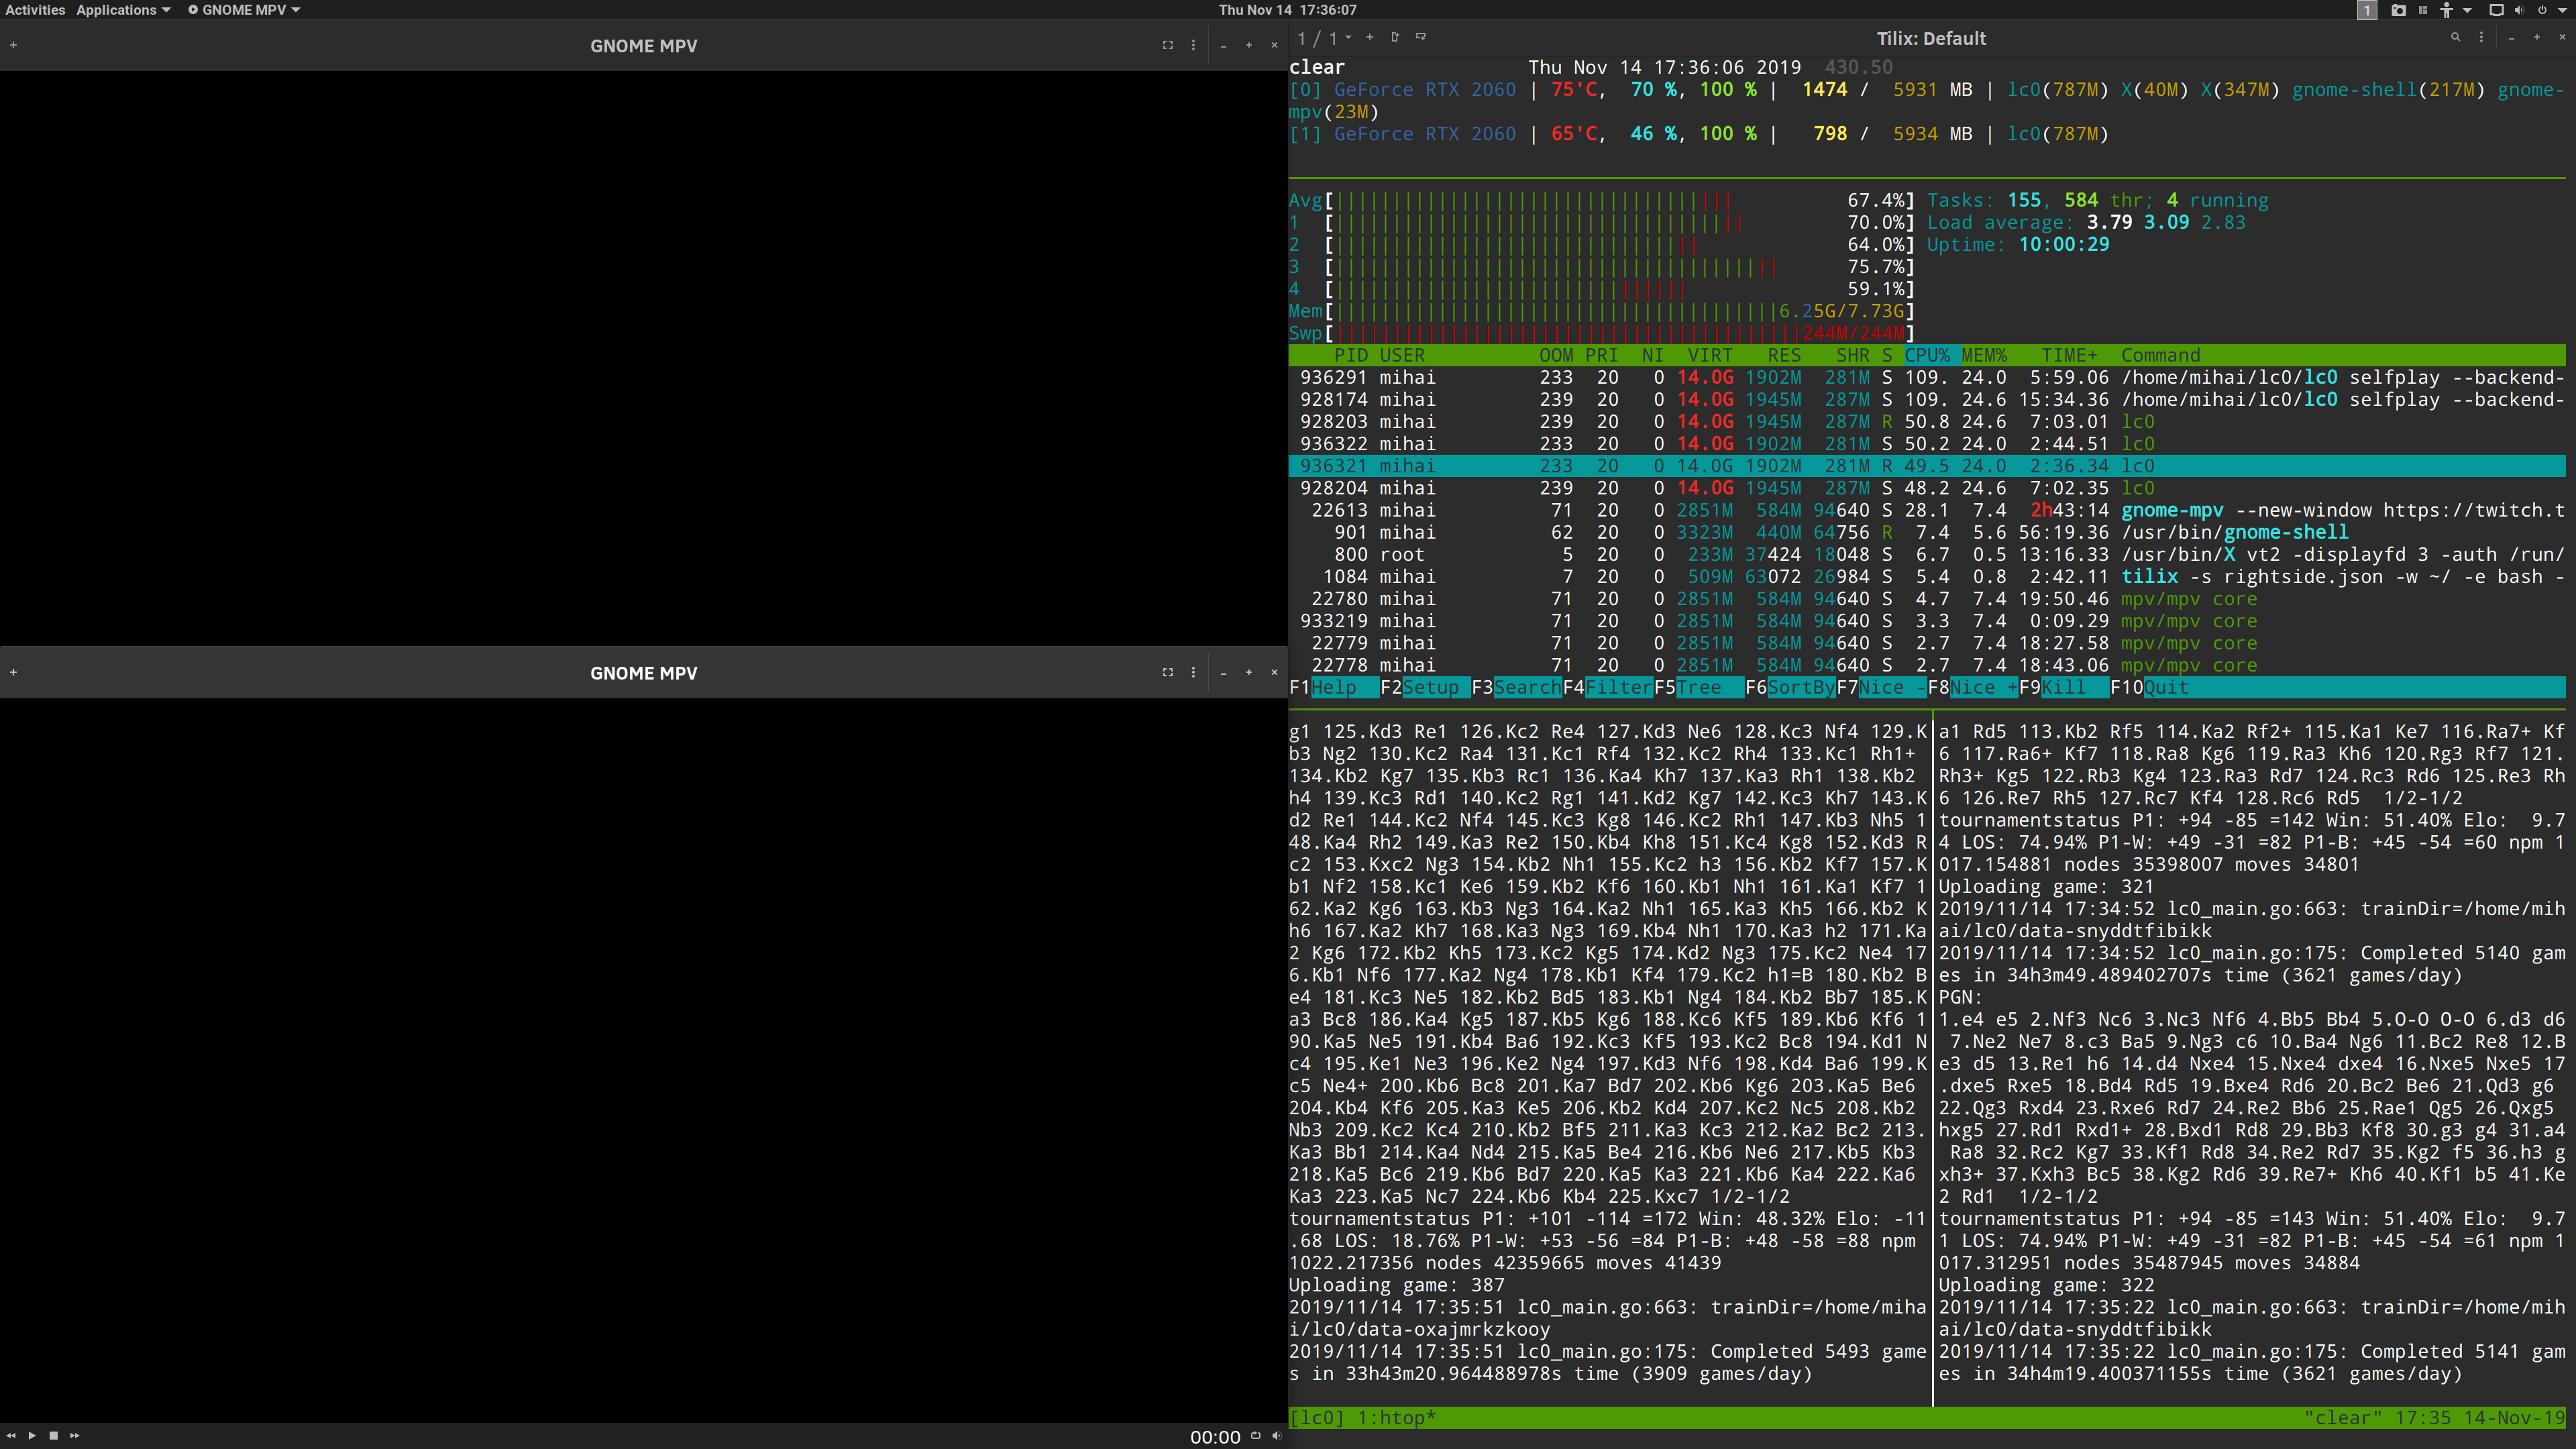 Activities Applications GNOME MPV Thu Nov 14 17:36:07 1
GNOME MPV
GNOME MPV
00:00
1 / 1 Tilix: Default
clear Thu Nov 14 17:36:06 2019 430.50
[0] GeForce RTX 2060 | 75'C, 70 %, 100 % | 1474 / 5931 MB | lc0(787M) X(40M) X(347M) gnome-shell(217M) gnome-
mpv(23M)
[1] GeForce RTX 2060 | 65'C, 46 %, 100 % | 798 / 5934 MB | lc0(787M)
Avg[ 67.4%] Tasks: 155, 584 thr; 4 running
1 [ 70.0%] Load average: 3.79 3.09 2.83
2 [ 64.0%] Uptime: 10:00:29
3 [ 75.7%]
4 [ 59.1%]
Mem[ 6.25G/7.73G]
Swp[ 244M/244M]
PID USER OOM PRI NI VIRT RES SHR S CPU% MEM% TIME+ Command
936291 mihai 233 20 0 14.0G 1902M 281M S 109. 24.0 5:59.06 /home/mihai/lc0/lc0 selfplay --backend-
928174 mihai 239 20 0 14.0G 1945M 287M S 109. 24.6 15:34.36 /home/mihai/lc0/lc0 selfplay --backend-
928203 mihai 239 20 0 14.0G 1945M 287M R 50.8 24.6 7:03.01 lc0
936322 mihai 233 20 0 14.0G 1902M 281M S 50.2 24.0 2:44.51 lc0
936321 mihai 233 20 0 14.0G 1902M 281M R 49.5 24.0 2:36.34 lc0
928204 mihai 239 20 0 14.0G 1945M 287M S 48.2 24.6 7:02.35 lc0
22613 mihai 71 20 0 2851M 584M 94640 S 28.1 7.4 2h43:14 gnome-mpv --new-window https://twitch.t
901 mihai 62 20 0 3323M 440M 64756 R 7.4 5.6 56:19.36 /usr/bin/gnome-shell
800 root 5 20 0 233M 37424 18048 S 6.7 0.5 13:16.33 /usr/bin/X vt2 -displayfd 3 -auth /run/
1084 mihai 7 20 0 509M 63072 26984 S 5.4 0.8 2:42.11 tilix -s rightside.json -w ~/ -e bash -
22780 mihai 71 20 0 2851M 584M 94640 S 4.7 7.4 19:50.46 mpv/mpv core
933219 mihai 71 20 0 2851M 584M 94640 S 3.3 7.4 0:09.29 mpv/mpv core
22779 mihai 71 20 0 2851M 584M 94640 S 2.7 7.4 18:27.58 mpv/mpv core
22778 mihai 71 20 0 2851M 584M 94640 S 2.7 7.4 18:43.06 mpv/mpv core
F1Help F2Setup F3SearchF4FilterF5Tree F6SortByF7Nice -F8Nice +F9Kill F10Quit
g1 125.Kd3 Re1 126.Kc2 Re4 127.Kd3 Ne6 128.Kc3 Nf4 129.K
b3 Ng2 130.Kc2 Ra4 131.Kc1 Rf4 132.Kc2 Rh4 133.Kc1 Rh1+
134.Kb2 Kg7 135.Kb3 Rc1 136.Ka4 Kh7 137.Ka3 Rh1 138.Kb2
h4 139.Kc3 Rd1 140.Kc2 Rg1 141.Kd2 Kg7 142.Kc3 Kh7 143.K
d2 Re1 144.Kc2 Nf4 145.Kc3 Kg8 146.Kc2 Rh1 147.Kb3 Nh5 1
48.Ka4 Rh2 149.Ka3 Re2 150.Kb4 Kh8 151.Kc4 Kg8 152.Kd3 R
c2 153.Kxc2 Ng3 154.Kb2 Nh1 155.Kc2 h3 156.Kb2 Kf7 157.K
b1 Nf2 158.Kc1 Ke6 159.Kb2 Kf6 160.Kb1 Nh1 161.Ka1 Kf7 1
62.Ka2 Kg6 163.Kb3 Ng3 164.Ka2 Nh1 165.Ka3 Kh5 166.Kb2 K
h6 167.Ka2 Kh7 168.Ka3 Ng3 169.Kb4 Nh1 170.Ka3 h2 171.Ka
2 Kg6 172.Kb2 Kh5 173.Kc2 Kg5 174.Kd2 Ng3 175.Kc2 Ne4 17
6.Kb1 Nf6 177.Ka2 Ng4 178.Kb1 Kf4 179.Kc2 h1=B 180.Kb2 B
e4 181.Kc3 Ne5 182.Kb2 Bd5 183.Kb1 Ng4 184.Kb2 Bb7 185.K
a3 Bc8 186.Ka4 Kg5 187.Kb5 Kg6 188.Kc6 Kf5 189.Kb6 Kf6 1
90.Ka5 Ne5 191.Kb4 Ba6 192.Kc3 Kf5 193.Kc2 Bc8 194.Kd1 N
c4 195.Ke1 Ne3 196.Ke2 Ng4 197.Kd3 Nf6 198.Kd4 Ba6 199.K
c5 Ne4+ 200.Kb6 Bc8 201.Ka7 Bd7 202.Kb6 Kg6 203.Ka5 Be6
204.Kb4 Kf6 205.Ka3 Ke5 206.Kb2 Kd4 207.Kc2 Nc5 208.Kb2
Nb3 209.Kc2 Kc4 210.Kb2 Bf5 211.Ka3 Kc3 212.Ka2 Bc2 213.
Ka3 Bb1 214.Ka4 Nd4 215.Ka5 Be4 216.Kb6 Ne6 217.Kb5 Kb3
218.Ka5 Bc6 219.Kb6 Bd7 220.Ka5 Ka3 221.Kb6 Ka4 222.Ka6
Ka3 223.Ka5 Nc7 224.Kb6 Kb4 225.Kxc7 1/2-1/2
tournamentstatus P1: +101 -114 =172 Win: 48.32% Elo: -11
.68 LOS: 18.76% P1-W: +53 -56 =84 P1-B: +48 -58 =88 npm
1022.217356 nodes 42359665 moves 41439
Uploading game: 387
2019/11/14 17:35:51 lc0_main.go:663: trainDir=/home/miha
i/lc0/data-oxajmrkzkooy
2019/11/14 17:35:51 lc0_main.go:175: Completed 5493 game
s in 33h43m20.964488978s time (3909 games/day)
a1 Rd5 113.Kb2 Rf5 114.Ka2 Rf2+ 115.Ka1 Ke7 116.Ra7+ Kf
6 117.Ra6+ Kf7 118.Ra8 Kg6 119.Ra3 Kh6 120.Rg3 Rf7 121.
Rh3+ Kg5 122.Rb3 Kg4 123.Ra3 Rd7 124.Rc3 Rd6 125.Re3 Rh
6 126.Re7 Rh5 127.Rc7 Kf4 128.Rc6 Rd5 1/2-1/2
tournamentstatus P1: +94 -85 =142 Win: 51.40% Elo: 9.7
4 LOS: 74.94% P1-W: +49 -31 =82 P1-B: +45 -54 =60 npm 1
017.154881 nodes 35398007 moves 34801
Uploading game: 321
2019/11/14 17:34:52 lc0_main.go:663: trainDir=/home/mih
ai/lc0/data-snyddtfibikk
2019/11/14 17:34:52 lc0_main.go:175: Completed 5140 gam
es in 34h3m49.489402707s time (3621 games/day)
PGN:
1.e4 e5 2.Nf3 Nc6 3.Nc3 Nf6 4.Bb5 Bb4 5.O-O O-O 6.d3 d6
7.Ne2 Ne7 8.c3 Ba5 9.Ng3 c6 10.Ba4 Ng6 11.Bc2 Re8 12.B
e3 d5 13.Re1 h6 14.d4 Nxe4 15.Nxe4 dxe4 16.Nxe5 Nxe5 17
.dxe5 Rxe5 18.Bd4 Rd5 19.Bxe4 Rd6 20.Bc2 Be6 21.Qd3 g6
22.Qg3 Rxd4 23.Rxe6 Rd7 24.Re2 Bb6 25.Rae1 Qg5 26.Qxg5
hxg5 27.Rd1 Rxd1+ 28.Bxd1 Rd8 29.Bb3 Kf8 30.g3 g4 31.a4
Ra8 32.Rc2 Kg7 33.Kf1 Rd8 34.Re2 Rd7 35.Kg2 f5 36.h3 g
xh3+ 37.Kxh3 Bc5 38.Kg2 Rd6 39.Re7+ Kh6 40.Kf1 b5 41.Ke
2 Rd1 1/2-1/2
tournamentstatus P1: +94 -85 =143 Win: 51.40% Elo: 9.7
1 LOS: 74.94% P1-W: +49 -31 =82 P1-B: +45 -54 =61 npm 1
017.312951 nodes 35487945 moves 34884
Uploading game: 322
2019/11/14 17:35:22 lc0_main.go:663: trainDir=/home/mih
ai/lc0/data-snyddtfibikk
2019/11/14 17:35:22 lc0_main.go:175: Completed 5141 gam
es in 34h4m19.400371155s time (3621 games/day)
[lc0] 1:htop* "clear" 17:35 14-Nov-19